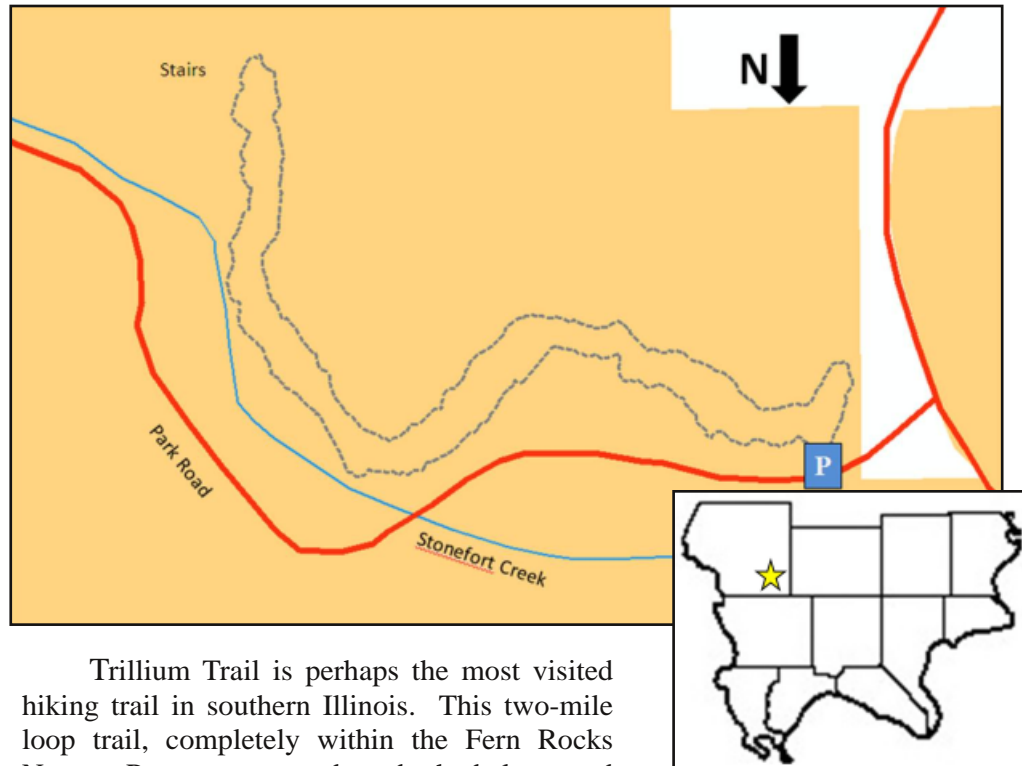 Stairs
N
Park Road
P
Stonefort Creek
Trillium Trail is perhaps the most visited
hiking trail in southern Illinois. This two-mile
loop trail, completely within the Fern Rocks